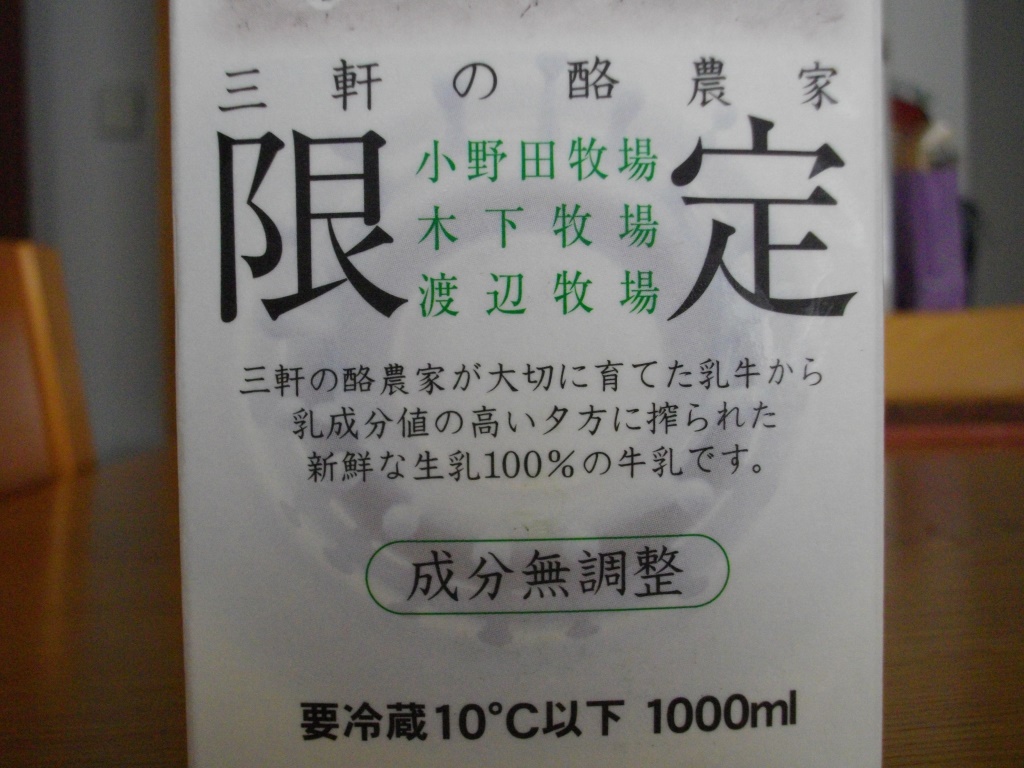 三軒の酪農家
限定
小野田牧場
木下牧場
渡辺牧場
三軒の酪農家が大切に育てた乳牛から
乳成分値の高い夕方に搾られた
新鮮な生乳100%の牛乳です。
成分無調整
要冷蔵10℃以下 1000ml